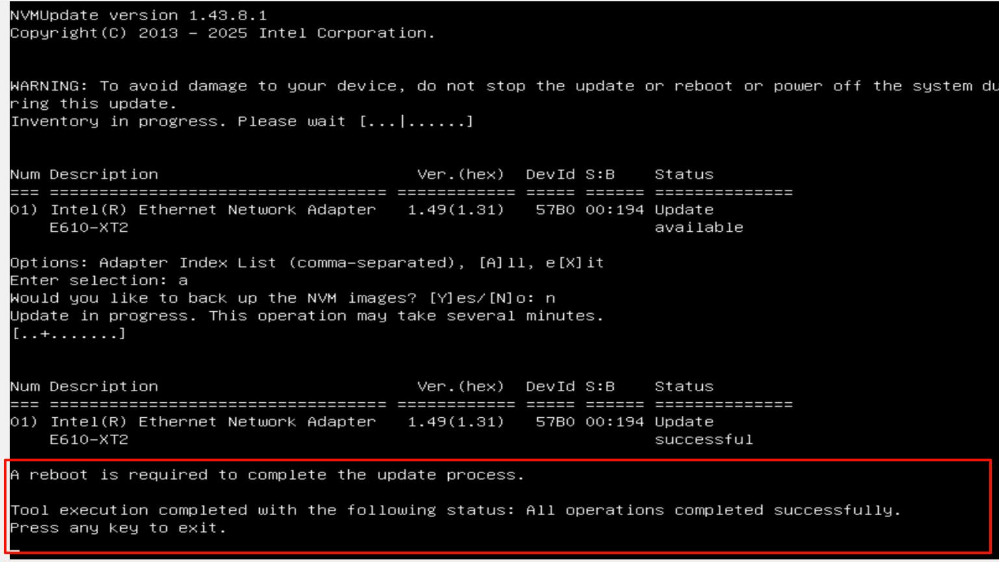 NVMUpdate version 1.43.8.1
Copyright(C) 2013 - 2025 Intel Corporation.
WARNING: To avoid damage to your device, do not stop the update or reboot or power off the system du
ring this update.
Inventory in progress. Please wait [...|......]
Num Description                          Ver.(hex)  DevId S:B    Status
=== ================================== ============ ===== ====== ==============
01) Intel(R) Ethernet Network Adapter   1.49(1.31)   57B0 00:194 Update
    E610-XT2                                                     available
Options: Adapter Index List (comma-separated), [A]ll, e[X]it
Enter selection: a
Would you like to back up the NVM images? [Y]es/[N]o: n
Update in progress. This operation may take several minutes.
[..+.......]
Num Description                          Ver.(hex)  DevId S:B    Status
=== ================================== ============ ===== ====== ==============
01) Intel(R) Ethernet Network Adapter   1.49(1.31)   57B0 00:194 Update
    E610-XT2                                                     successful
A reboot is required to complete the update process.
Tool execution completed with the following status: All operations completed successfully.
Press any key to exit.
_